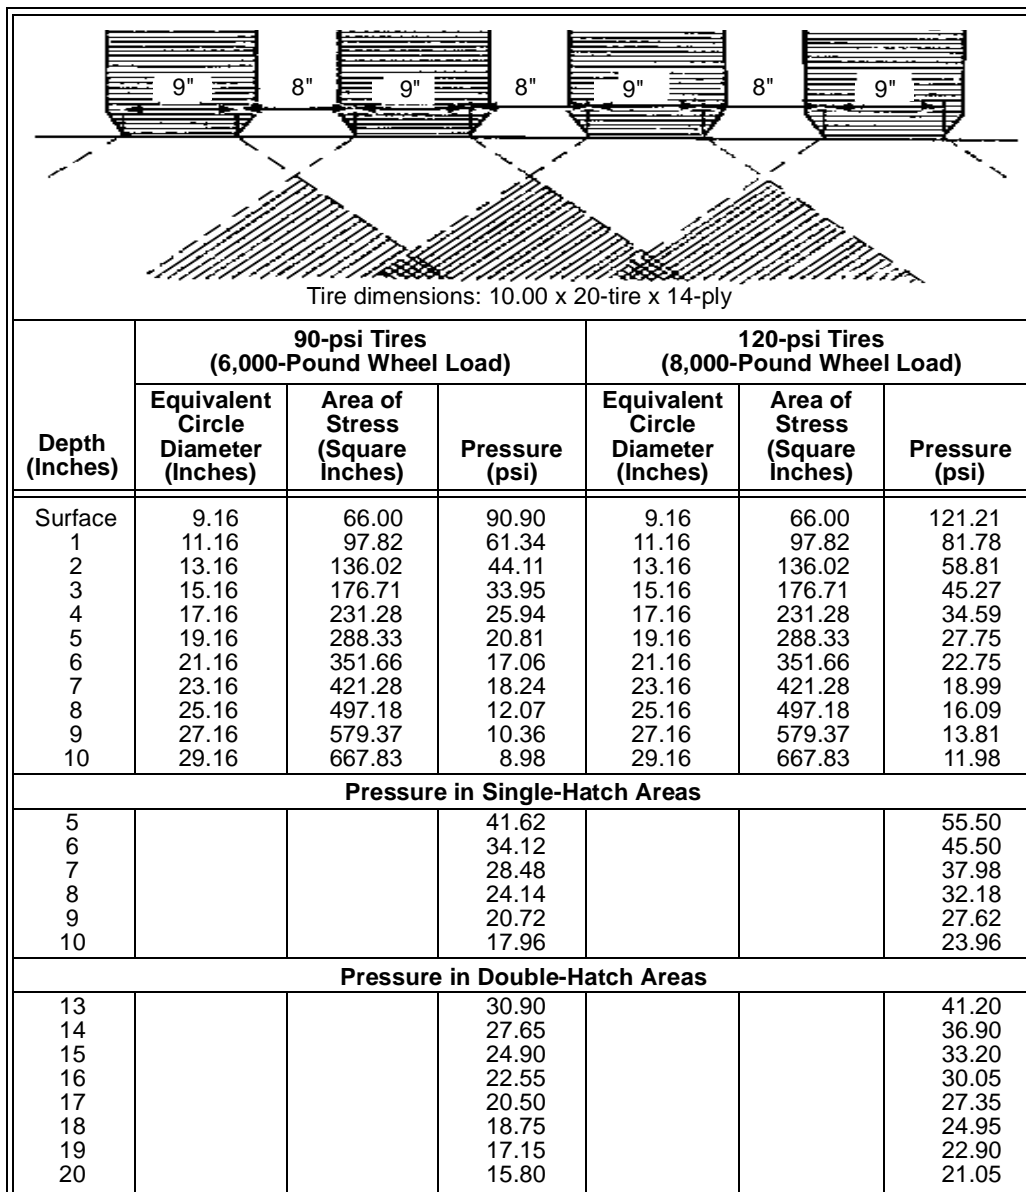 9" 8" 9" 8" 9" 8" 9"
Tire dimensions: 10.00 x 20-tire x 14-ply
Depth (Inches)
90-psi Tires
(6,000-Pound Wheel Load)
120-psi Tires
(8,000-Pound Wheel Load)
Equivalent Circle Diameter (Inches) Area of Stress (Square Inches) Pressure (psi) Equivalent Circle Diameter (Inches) Area of Stress (Square Inches) Pressure (psi)
Surface 9.16 66.00 90.90 9.16 66.00 121.21
1 11.16 97.82 61.34 11.16 97.82 81.78
2 13.16 136.02 44.11 13.16 136.02 58.81
3 15.16 176.71 33.95 15.16 176.71 45.27
4 17.16 231.28 25.94 17.16 231.28 34.59
5 19.16 288.33 20.81 19.16 288.33 27.75
6 21.16 351.66 17.06 21.16 351.66 22.75
7 23.16 421.28 18.24 23.16 421.28 18.99
8 25.16 497.18 12.07 25.16 497.18 16.09
9 27.16 579.37 10.36 27.16 579.37 13.81
10 29.16 667.83 8.98 29.16 667.83 11.98
Pressure in Single-Hatch Areas
5 41.62 55.50
6 34.12 45.50
7 28.48 37.98
8 24.14 32.18
9 20.72 27.62
10 17.96 23.96
Pressure in Double-Hatch Areas
13 30.90 41.20
14 27.65 36.90
15 24.90 33.20
16 22.55 30.05
17 20.50 27.35
18 18.75 24.95
19 17.15 22.90
20 15.80 21.05